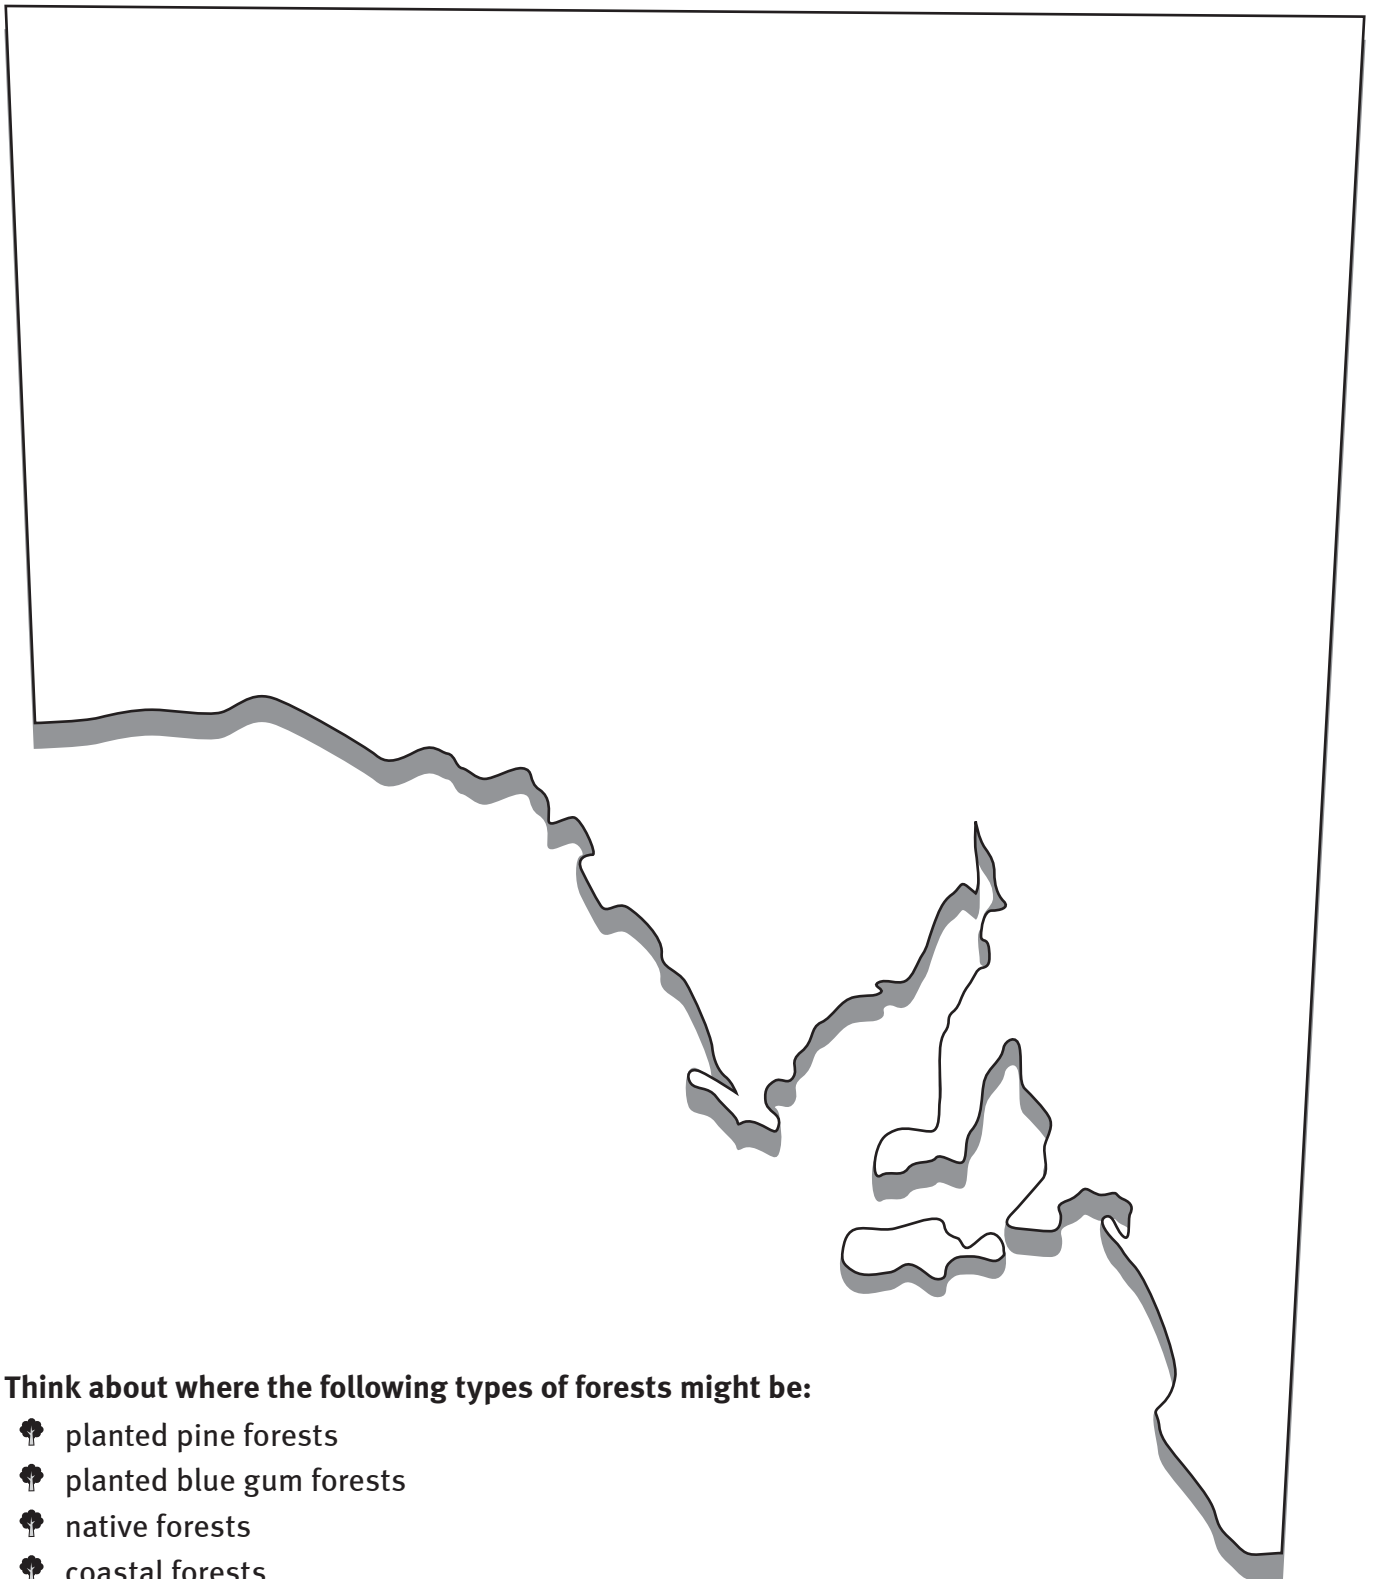 Think about where the following types of forests might be:
planted pine forests
planted blue gum forests
native forests
coastal forests